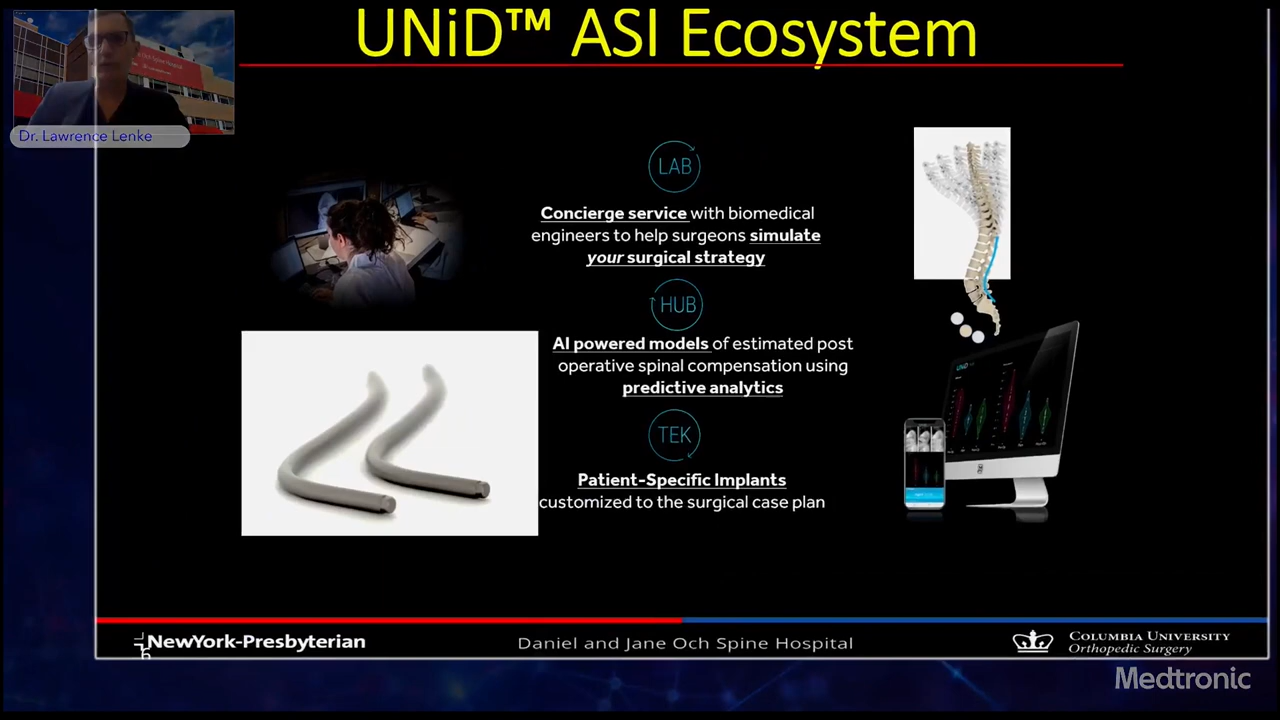 UNiD™ ASI Ecosystem
Dr. Lawrence Lenke
LAB
Concierge service with biomedical
engineers to help surgeons simulate
your surgical strategy
HUB
AI powered models of estimated post
operative spinal compensation using
predictive analytics
TEK
Patient-Specific Implants
customized to the surgical case plan
UNiD
NewYork-Presbyterian
Daniel and Jane Och Spine Hospital
COLUMBIA UNIVERSITY
Orthopedic Surgery
Medtronic